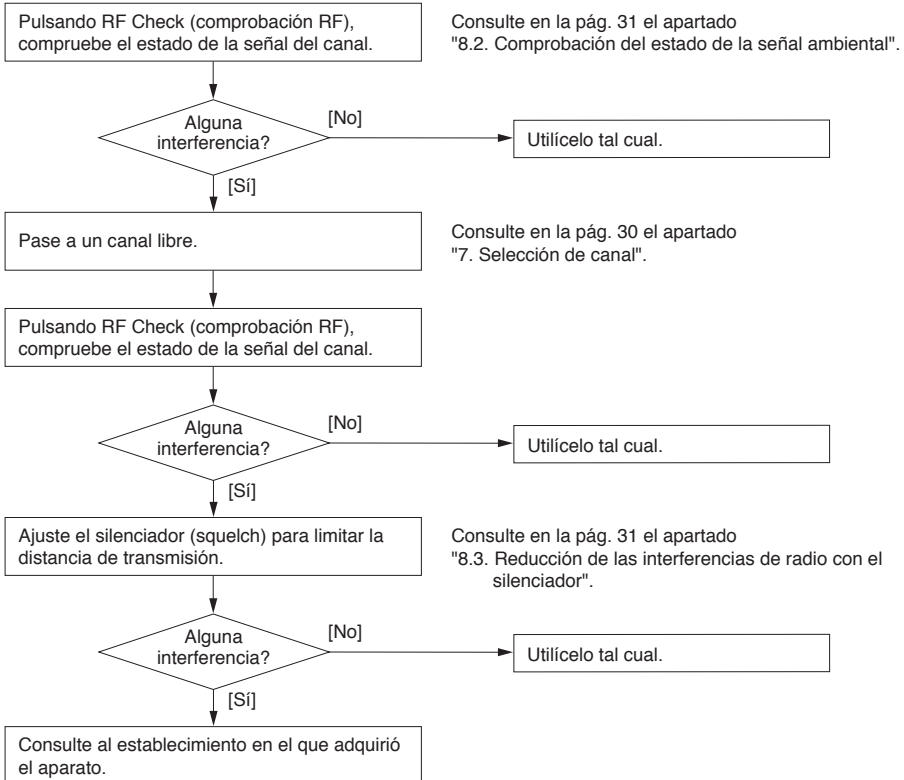 Pulsando RF Check (comprobación RF),
compruebe el estado de la señal del canal.
Consulte en la pág. 31 el apartado
"8.2. Comprobación del estado de la señal ambiental".
Alguna
interferencia?
[No]
Utilícelo tal cual.
[Sí]
Pase a un canal libre.
Consulte en la pág. 30 el apartado
"7. Selección de canal".
Pulsando RF Check (comprobación RF),
compruebe el estado de la señal del canal.
Alguna
interferencia?
[No]
Utilícelo tal cual.
[Sí]
Ajuste el silenciador (squelch) para limitar la
distancia de transmisión.
Consulte en la pág. 31 el apartado
"8.3. Reducción de las interferencias de radio con el
silenciador".
Alguna
interferencia?
[No]
Utilícelo tal cual.
[Sí]
Consulte al establecimiento en el que adquirió
el aparato.